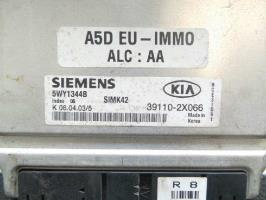 A5D EU-IMMO
ALC: AA
SIEMENS
KIA
5WY1344B
Index 06
SIMK42
K 06.04.03/5
39110-2X066
Made in
Korea
R 8